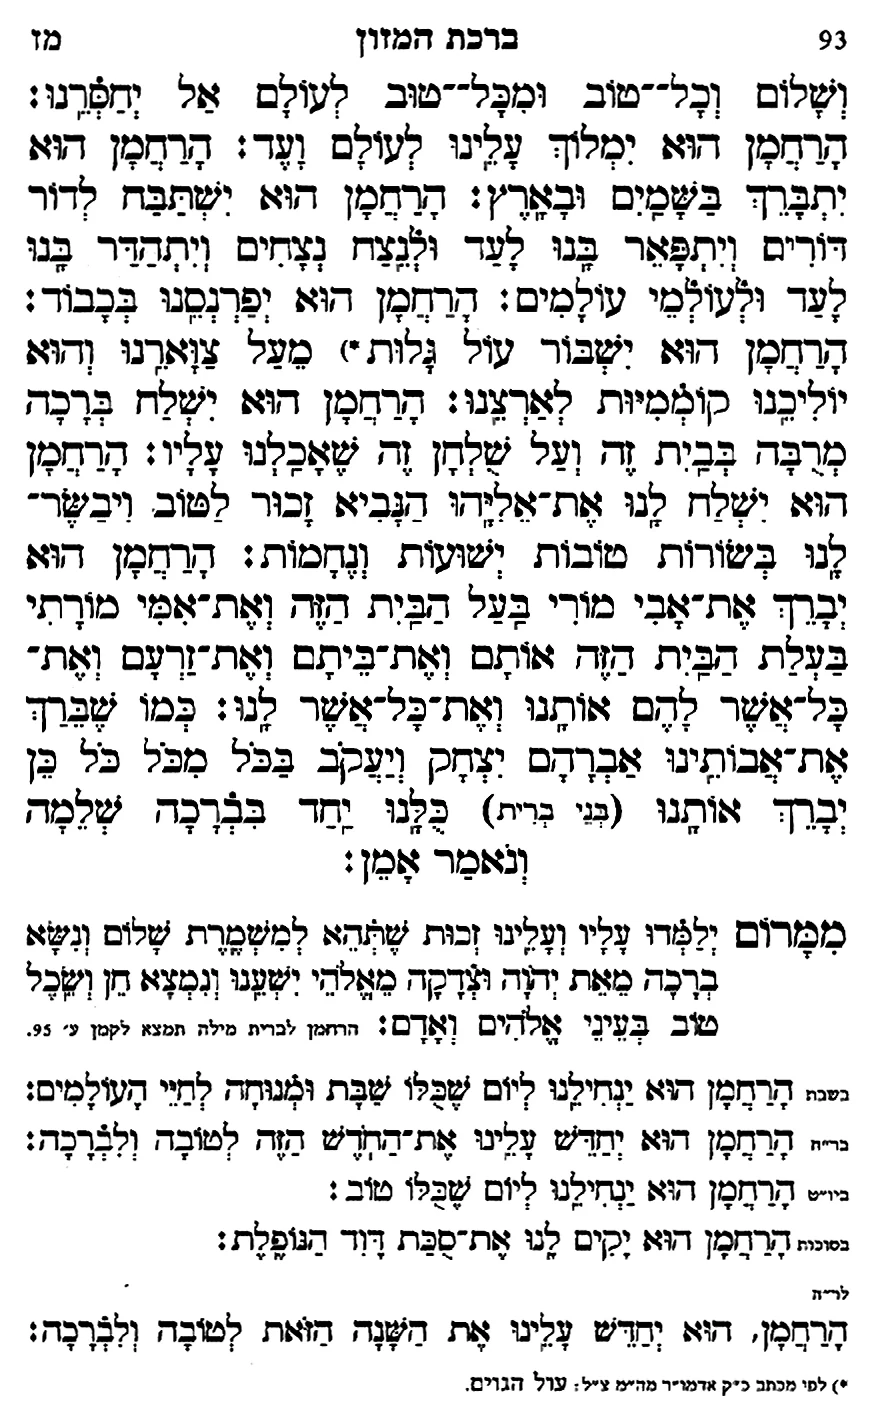 93 ברכת המזון מז
וְשָׁלוֹם וְכָל־־טוֹב וּמִכָּל־־טוּב לְעוֹלָם אַל יְחַסְּרֵֽנוּ:
הָרַחֲמָן הוּא יִמְלוֹךְ עָלֵֽינוּ לְעוֹלָם וָעֶד: הָרַחֲמָן הוּא
יִתְבָּרֵךְ בַּשָּׁמַֽיִם וּבָאָֽרֶץ: הָרַחֲמָן הוּא יִשְׁתַּבַּח לְדוֹר
דּוֹרִים וְיִתְפָּאֵר בָּֽנוּ לָעַד וּלְנֵֽצַח נְצָחִים וְיִתְהַדַּר בָּֽנוּ
לָעַד וּלְעוֹלְמֵי עוֹלָמִים: הָרַחֲמָן הוּא יְפַרְנְסֵֽנוּ בְּכָבוֹד:
הָרַחֲמָן הוּא יִשְׁבּוֹר עוֹל גָּלוּת*) מֵעַל צַוָּארֵֽנוּ וְהוּא
יוֹלִיכֵֽנוּ קוֹמְמִיּוּת לְאַרְצֵֽנוּ: הָרַחֲמָן הוּא יִשְׁלַח בְּרָכָה
מְרֻבָּה בְּבַֽיִת זֶה וְעַל שֻׁלְחָן זֶה שֶׁאָכַֽלְנוּ עָלָיו: הָרַחֲמָן
הוּא יִשְׁלַח לָֽנוּ אֶת־אֵלִיָּֽהוּ הַנָּבִיא זָכוּר לַטּוֹב וִיבַשֶּׂר־
לָֽנוּ בְּשׂוֹרוֹת טוֹבוֹת יְשׁוּעוֹת וְנֶחָמוֹת: הָרַחֲמָן הוּא
יְבָרֵךְ אֶת־אָבִי מוֹרִי בַּֽעַל הַבַּֽיִת הַזֶּה וְאֶת־אִמִּי מוֹרָתִי
בַּעְלַת הַבַּֽיִת הַזֶּה אוֹתָם וְאֶת־בֵּיתָם וְאֶת־זַרְעָם וְאֶת־
כָּל־אֲשֶׁר לָהֶם אוֹתָֽנוּ וְאֶת־כָּל־אֲשֶׁר לָֽנוּ: כְּמוֹ שֶׁבֵּרַךְ
אֶת־אֲבוֹתֵֽינוּ אַבְרָהָם יִצְחָק וְיַעֲקֹב בַּכֹּל מִכֹּל כֹּל כֵּן
יְבָרֵךְ אוֹתָֽנוּ (בְּנֵי בְרִית) כֻּלָּֽנוּ יַֽחַד בִּבְרָכָה שְׁלֵמָה
וְנֹאמַר אָמֵן:
מִמָּרוֹם יְלַמְּדוּ עָלָיו וְעָלֵֽינוּ זְכוּת שֶׁתְּהֵא לְמִשְׁמֶֽרֶת שָׁלוֹם וְנִשָּׂא
בְרָכָה מֵאֵת יְהֹוָה וּצְדָקָה מֵאֱלֹהֵי יִשְׁעֵֽנוּ וְנִמְצָא חֵן וְשֵֽׂכֶל
טוֹב בְּעֵינֵי אֱלֹהִים וְאָדָם: הרחמן לברית מילה תמצא לקמן ע׳ 95.
בשבת הָרַחֲמָן הוּא יַנְחִילֵֽנוּ לְיוֹם שֶׁכֻּלּוֹ שַׁבָּת וּמְנוּחָה לְחַיֵּי הָעוֹלָמִים:
בר״ח הָרַחֲמָן הוּא יְחַדֵּשׁ עָלֵֽינוּ אֶת־הַחֹֽדֶשׁ הַזֶּה לְטוֹבָה וְלִבְרָכָה:
ביו״ט הָרַחֲמָן הוּא יַנְחִילֵֽנוּ לְיוֹם שֶׁכֻּלּוֹ טוֹב:
בסוכות הָרַחֲמָן הוּא יָקִים לָֽנוּ אֶת־סֻכַּת דָּוִד הַנּוֹפֶֽלֶת:
לר״ה
הָרַחֲמָן, הוּא יְחַדֵּשׁ עָלֵֽינוּ אֶת הַשָּׁנָה הַזֹּאת לְטוֹבָה וְלִבְרָכָה:
*) לפי מכתב כ״ק אדמו״ר מה״מ צ״ל: עול הגוים.